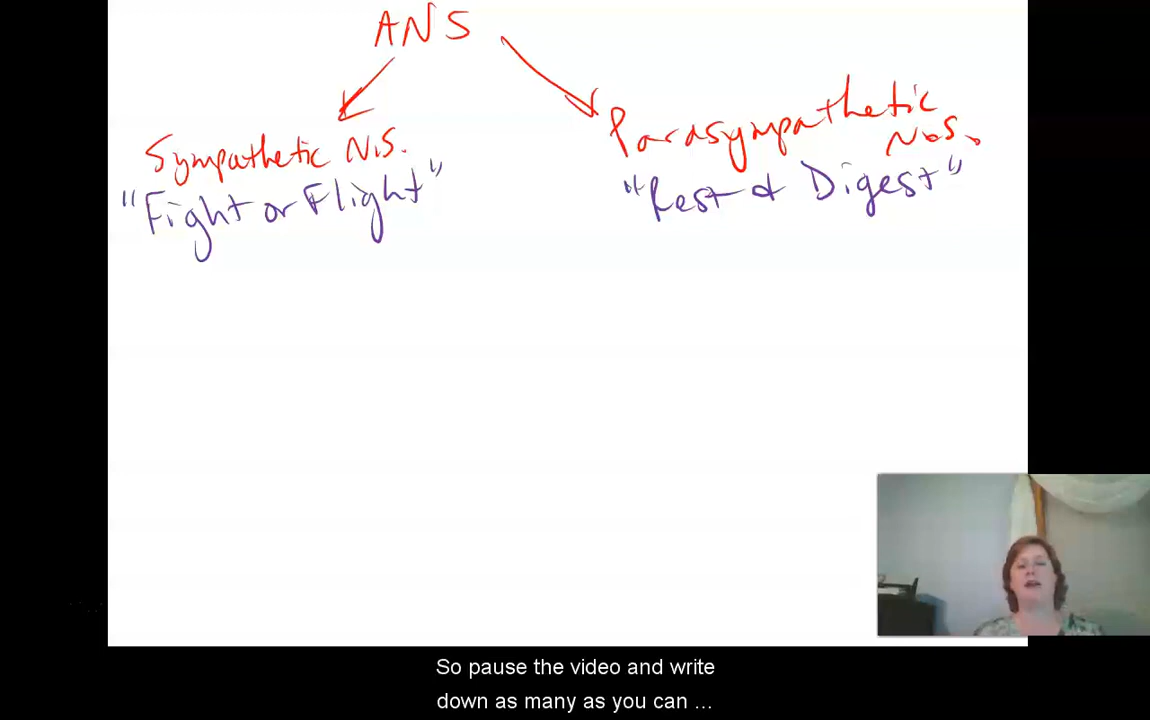 ANS
Sympathetic N.S.
"Fight or Flight"
Parasympathetic
N.S.
"Rest & Digest"
So pause the video and write
down as many as you can ...